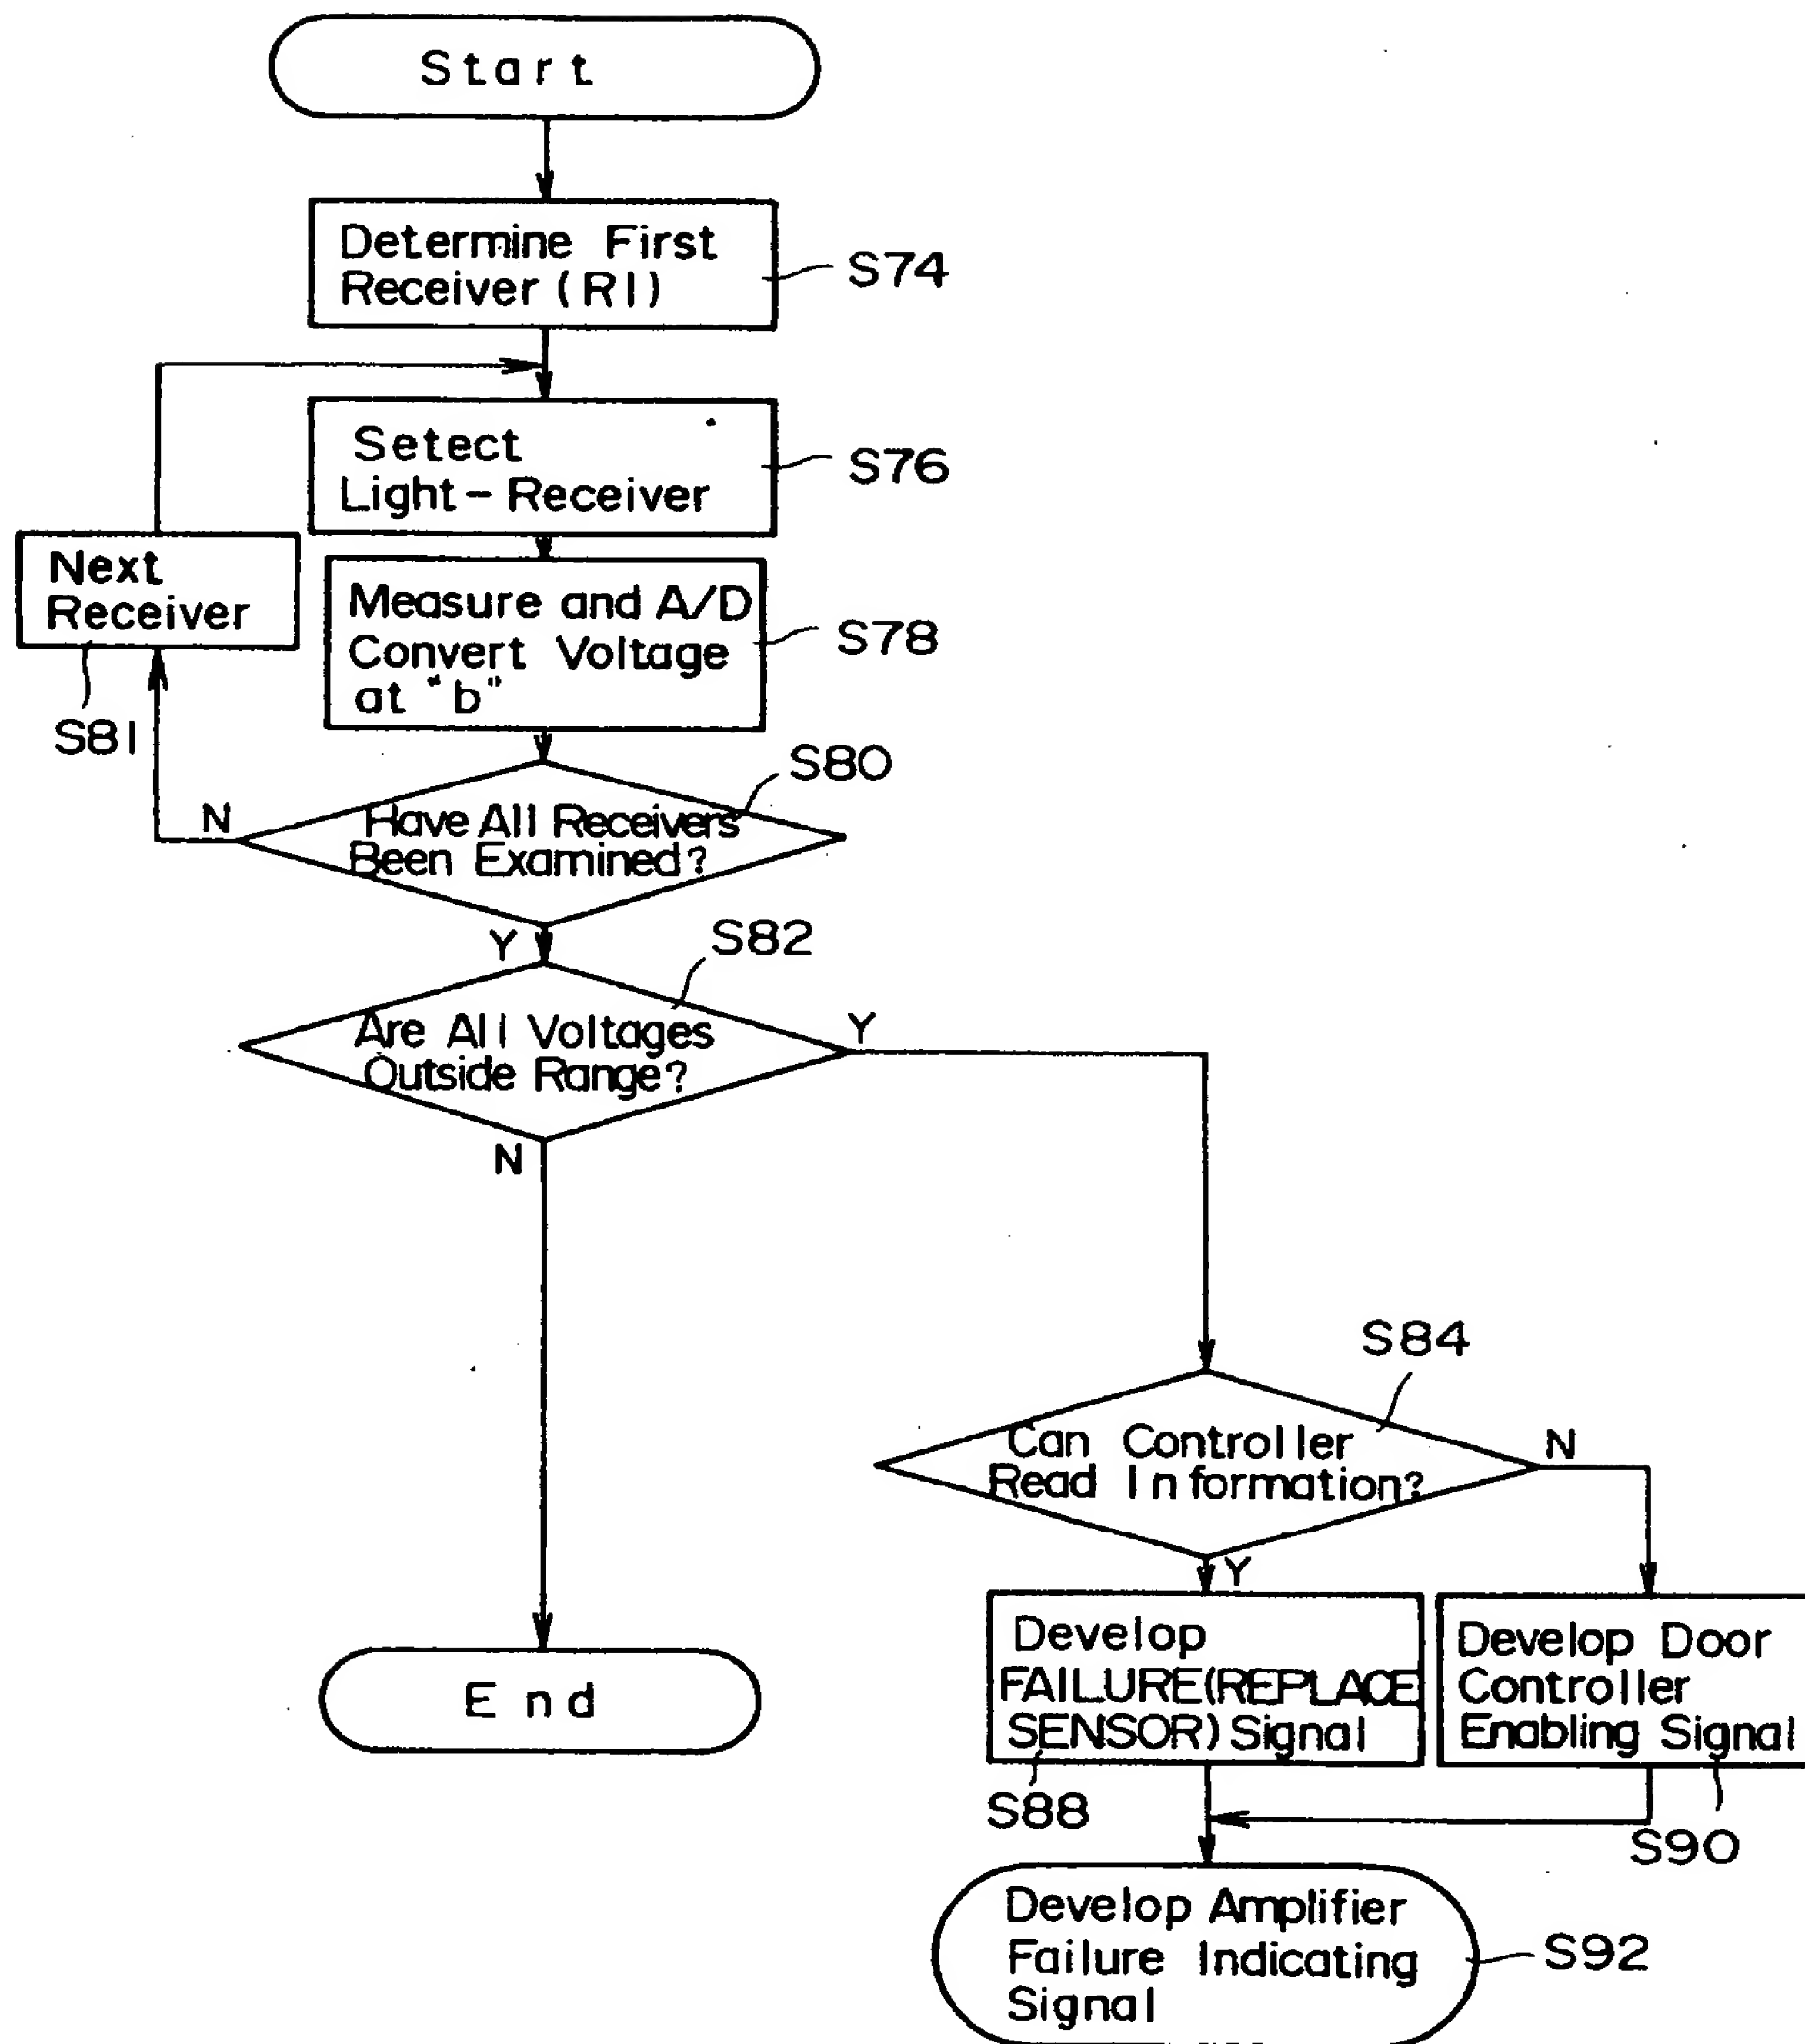 Start
Determine First
Receiver (R1)
S74
Setect
Light-Receiver
S76
Next
Receiver
S81
Measure and A/D
Convert Voltage
at "b"
S78
S80
Have All Receivers
Been Examined?
N
Y
S82
Are All Voltages
Outside Range?
Y
N
S84
Can Controller
Read Information?
N
Y
End
Develop
FAILURE(REPLACE
SENSOR) Signal
S88
Develop Door
Controller
Enabling Signal
S90
Develop Amplifier
Failure Indicating
Signal
S92